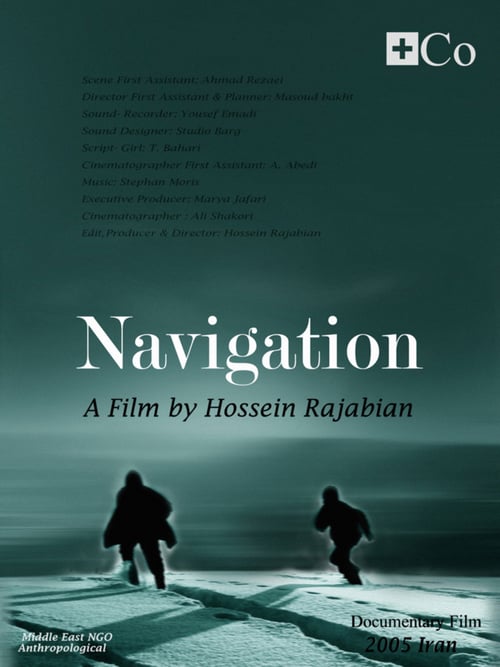 +Co
Scene First Assistant: Ahmad Rezaei
Director First Assistant & Planner: Masoud bakht
Sound- Recorder: Yousef Emadi
Sound Designer: Studio Barg
Script- Girl: T. Bahari
Cinematographer First Assistant: A. Abedi
Music: Stephan Moris
Executive Producer: Marya Jafari
Cinematographer : Ali Shakori
Edit,Producer & Director: Hossein Rajabian
Navigation
A Film by Hossein Rajabian
Middle East NGO
Anthropological
Documentary Film
2005 Iran